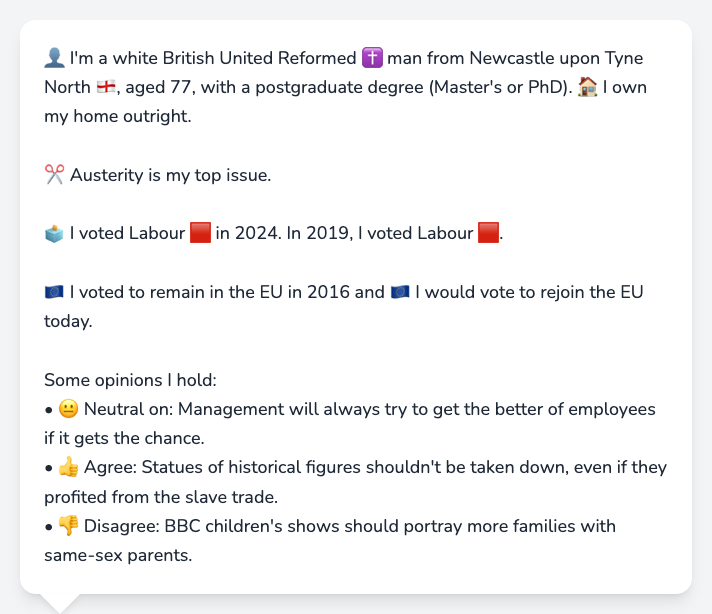 👤 I'm a white British United Reformed ✝️ man from Newcastle upon Tyne
North 🏴󠁧󠁢󠁥󠁮󠁧󠁿, aged 77, with a postgraduate degree (Master's or PhD). 🏠 I own
my home outright.
✂️ Austerity is my top issue.
🗳️ I voted Labour 🟥 in 2024. In 2019, I voted Labour 🟥.
🇪🇺 I voted to remain in the EU in 2016 and 🇪🇺 I would vote to rejoin the EU
today.
Some opinions I hold:
• 😐 Neutral on: Management will always try to get the better of employees
if it gets the chance.
• 👍 Agree: Statues of historical figures shouldn't be taken down, even if they
profited from the slave trade.
• 👎 Disagree: BBC children's shows should portray more families with
same-sex parents.